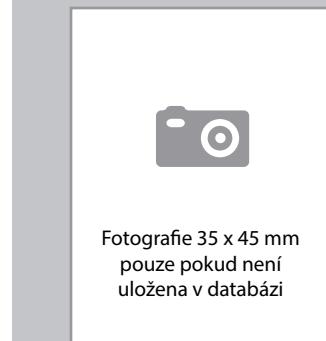 Fotografie 35 x 45 mm
pouze pokud není
uložena v databázi